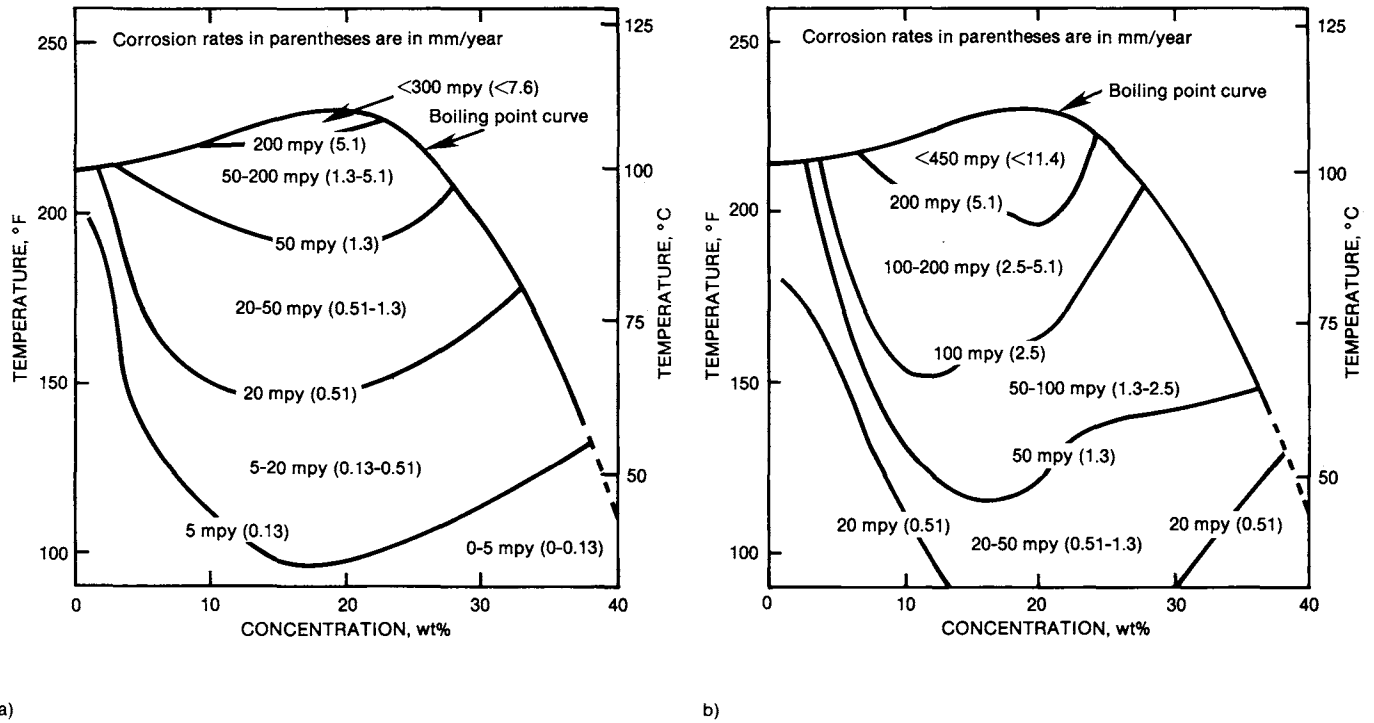 Corrosion rates in parentheses are in mm/year
<300 mpy (<7.6)
Boiling point curve
200 mpy (5.1)
50-200 mpy (1.3-5.1)
50 mpy (1.3)
20-50 mpy (0.51-1.3)
20 mpy (0.51)
5-20 mpy (0.13-0.51)
5 mpy (0.13)
0-5 mpy (0-0.13)
250
200
150
100
TEMPERATURE, °F
125
100
75
50
TEMPERATURE, °C
0 10 20 30 40
CONCENTRATION, wt%
a)
Corrosion rates in parentheses are in mm/year
Boiling point curve
<450 mpy (<11.4)
200 mpy (5.1)
100-200 mpy (2.5-5.1)
100 mpy (2.5)
50-100 mpy (1.3-2.5)
50 mpy (1.3)
20 mpy (0.51)
20 mpy (0.51)
20-50 mpy (0.51-1.3)
250
200
150
100
TEMPERATURE, °F
125
100
75
50
TEMPERATURE, °C
0 10 20 30 40
CONCENTRATION, wt%
b)